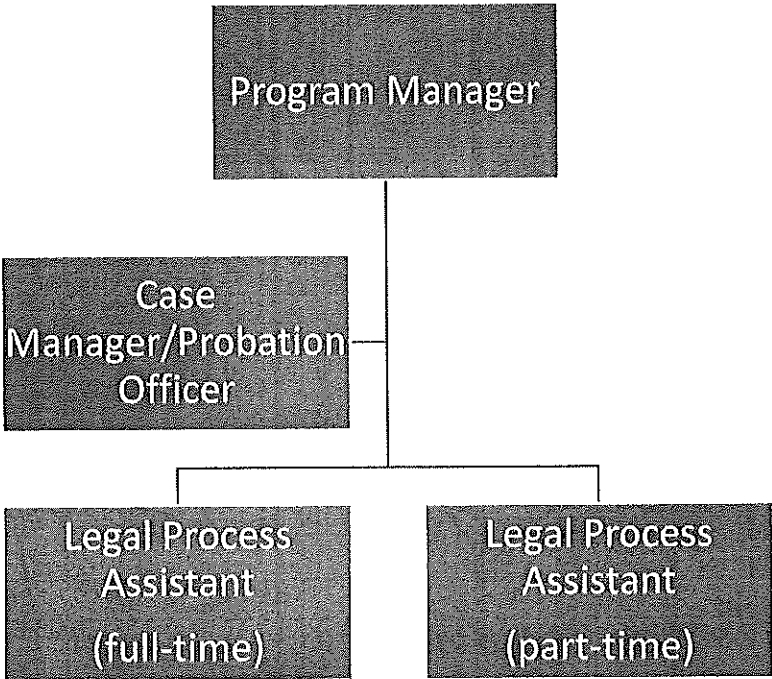 Program Manager
Case
Manager/Probation
Officer
Legal Process
Assistant
(full-time)
Legal Process
Assistant
(part-time)